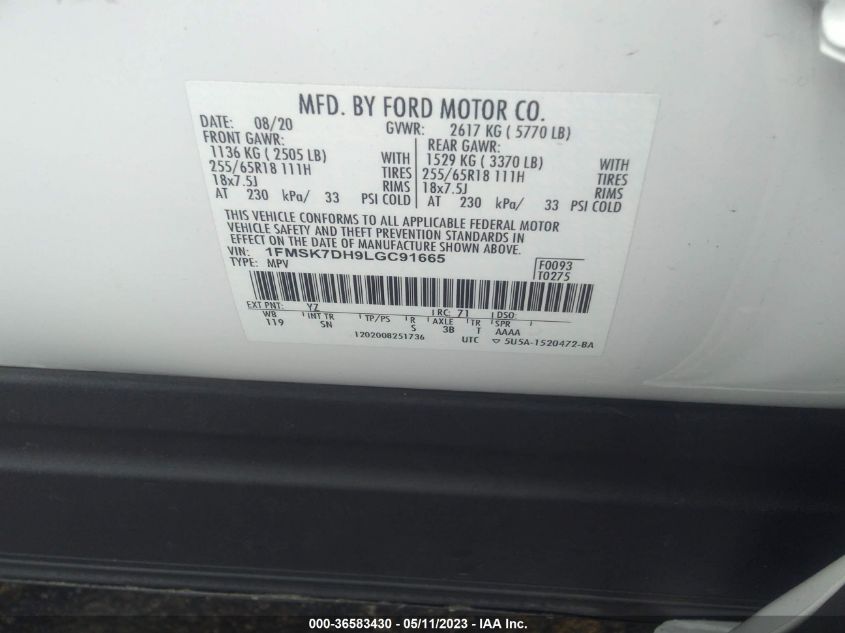 MFD. BY FORD MOTOR CO.
DATE: 08/20 GVWR: 2617 KG ( 5770 LB)
FRONT GAWR: REAR GAWR:
1136 KG ( 2505 LB) WITH 1529 KG ( 3370 LB) WITH
255/65R18 111H TIRES 255/65R18 111H TIRES
18x7.5J RIMS 18x7.5J RIMS
AT 230 kPa/ 33 PSI COLD AT 230 kPa/ 33 PSI COLD
THIS VEHICLE CONFORMS TO ALL APPLICABLE FEDERAL MOTOR
VEHICLE SAFETY AND THEFT PREVENTION STANDARDS IN
EFFECT ON THE DATE OF MANUFACTURE SHOWN ABOVE.
VIN: 1FMSK7DH9LGC91665
TYPE: MPV
F0093
T0275
EXT PNT: YZ RC: 71 DSO:
WB INT TR TP/PS R AXLE TR SPR
119 SN S 3B T AAAA
1202008251736 UTC ▽ 5U5A-1520472-BA
000-36583430 - 05/11/2023 - IAA Inc.